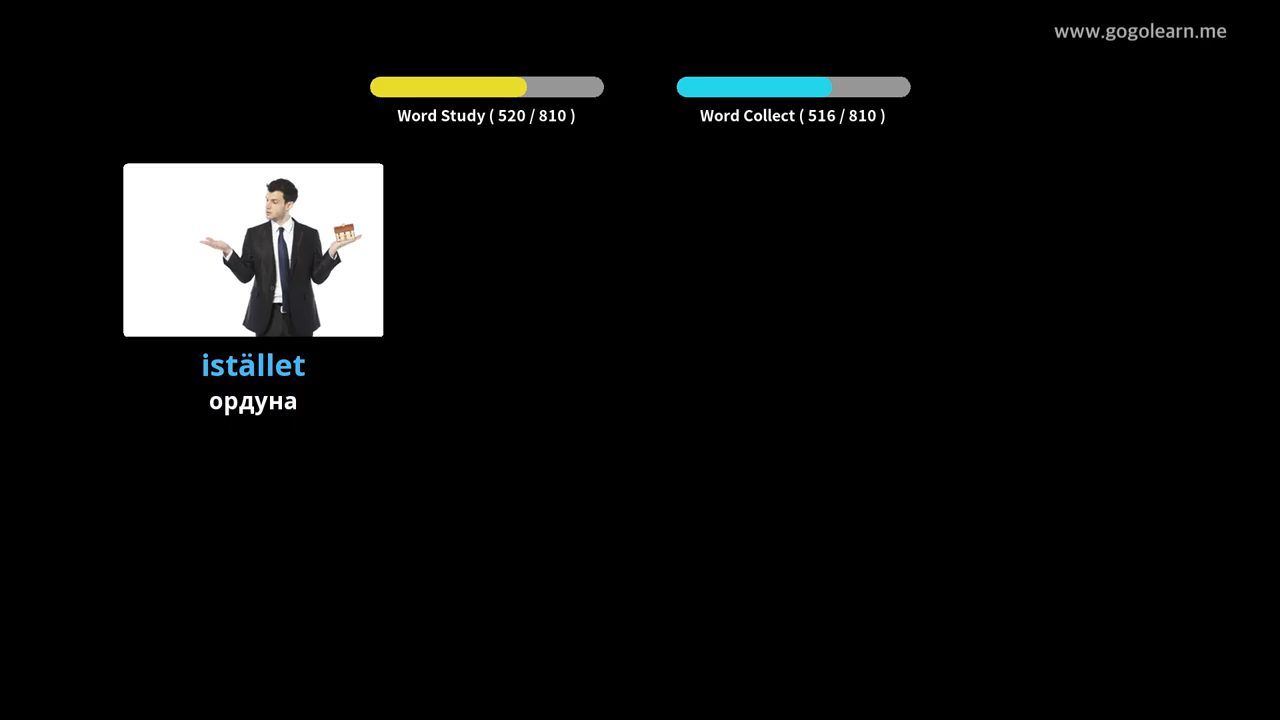 www.gogolearn.me
Word Study ( 520 / 810 )
Word Collect ( 516 / 810 )
istället
ордуна